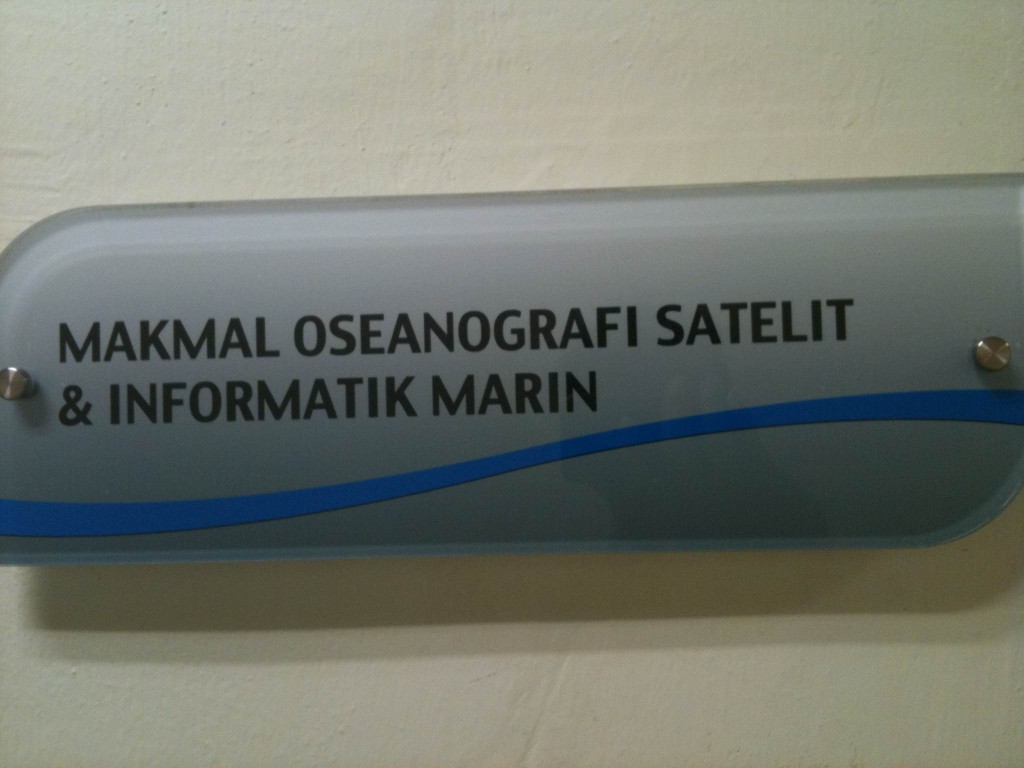 MAKMAL OSEANOGRAFI SATELIT
& INFORMATIK MARIN